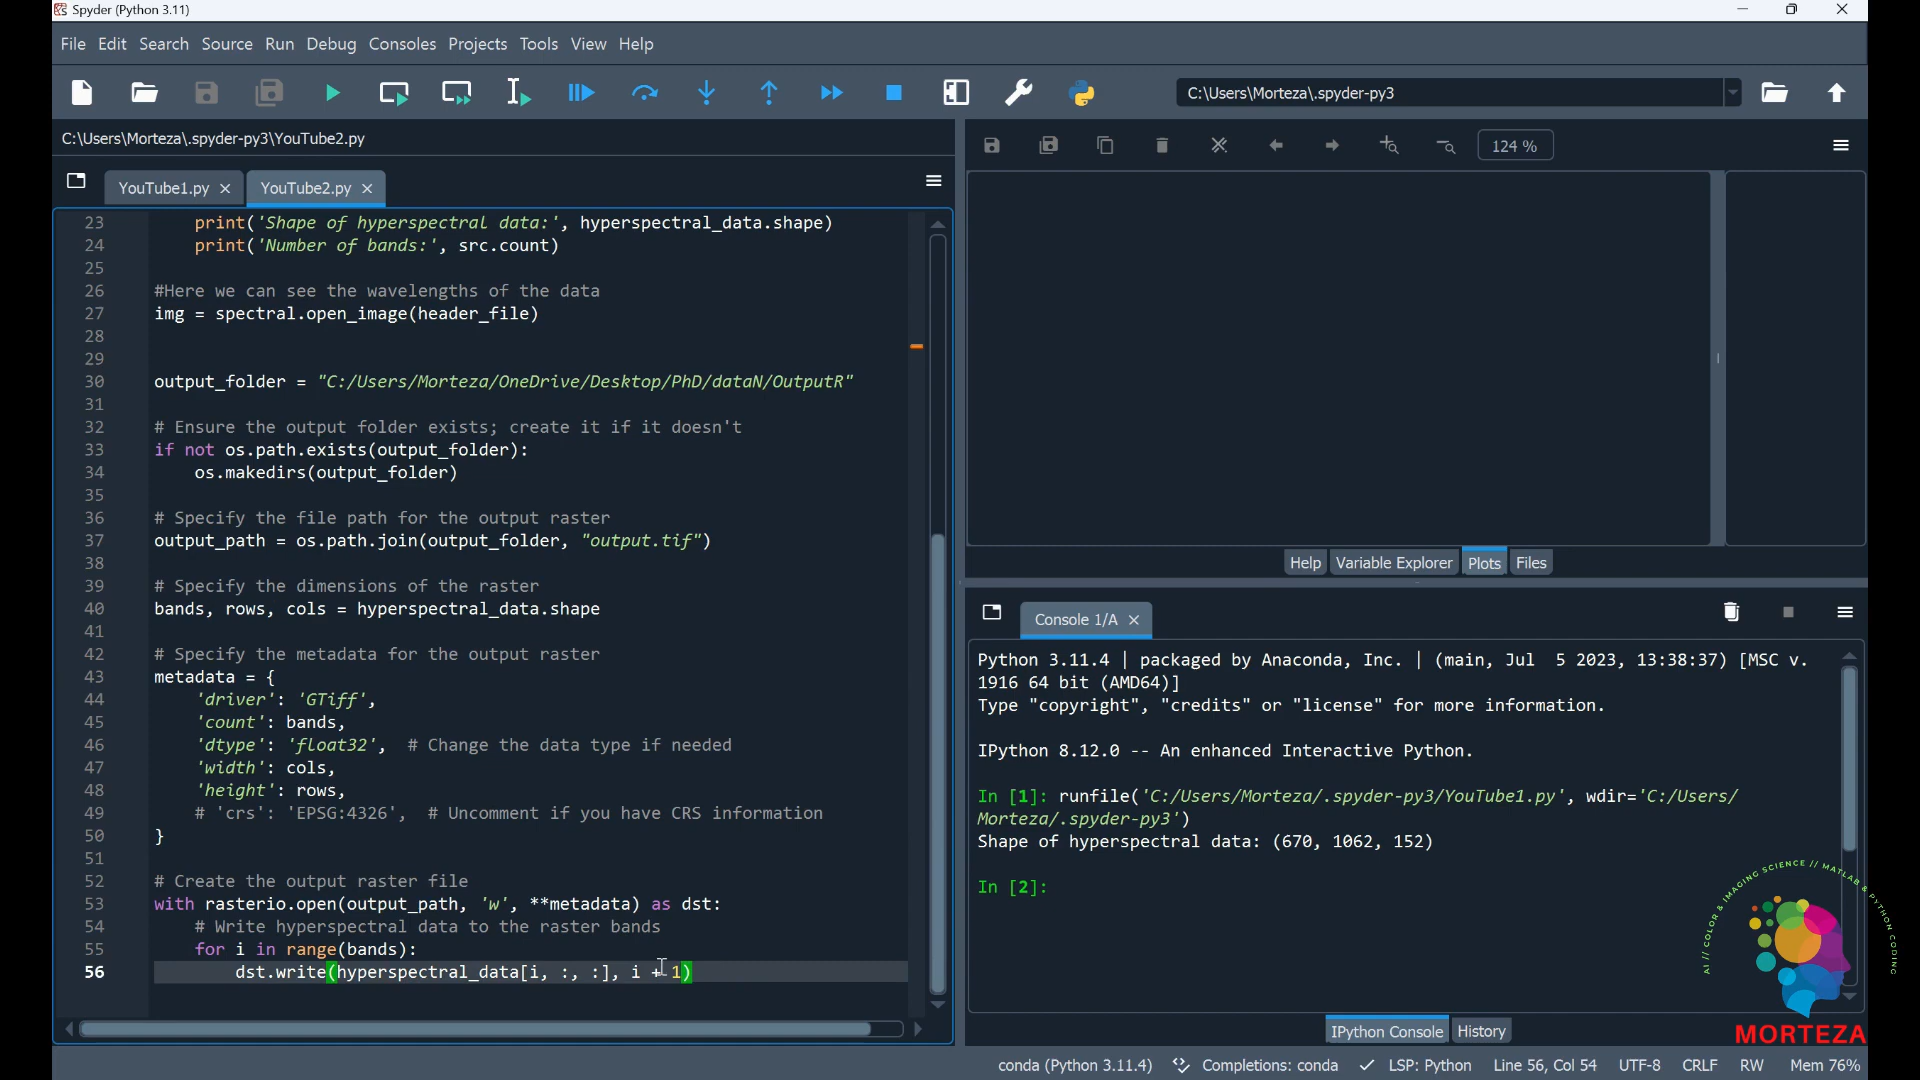 Spyder (Python 3.11)
File Edit Search Source Run Debug Consoles Projects Tools View Help
C:\Users\Morteza\.spyder-py3
C:\Users\Morteza\.spyder-py3\YouTube2.py
124 %
YouTube1.py YouTube2.py
23 print('Shape of hyperspectral data:', hyperspectral_data.shape)
24 print('Number of bands:', src.count)
25
26 #Here we can see the wavelengths of the data
27 img = spectral.open_image(header_file)
28
29
30 output_folder = "C:/Users/Morteza/OneDrive/Desktop/PhD/dataN/OutputR"
31
32 # Ensure the output folder exists; create it if it doesn't
33 if not os.path.exists(output_folder):
34 os.makedirs(output_folder)
35
36 # Specify the file path for the output raster
37 output_path = os.path.join(output_folder, "output.tif")
38
39 # Specify the dimensions of the raster
40 bands, rows, cols = hyperspectral_data.shape
41
42 # Specify the metadata for the output raster
43 metadata = {
44 'driver': 'GTiff',
45 'count': bands,
46 'dtype': 'float32', # Change the data type if needed
47 'width': cols,
48 'height': rows,
49 # 'crs': 'EPSG:4326', # Uncomment if you have CRS information
50 }
51
52 # Create the output raster file
53 with rasterio.open(output_path, 'w', **metadata) as dst:
54 # Write hyperspectral data to the raster bands
55 for i in range(bands):
56 dst.write(hyperspectral_data[i, :, :], i + 1)
Help Variable Explorer Plots Files
Console 1/A
Python 3.11.4 | packaged by Anaconda, Inc. | (main, Jul 5 2023, 13:38:37) [MSC v.
1916 64 bit (AMD64)]
Type "copyright", "credits" or "license" for more information.
IPython 8.12.0 -- An enhanced Interactive Python.
In [1]: runfile('C:/Users/Morteza/.spyder-py3/YouTube1.py', wdir='C:/Users/
Morteza/.spyder-py3')
Shape of hyperspectral data: (670, 1062, 152)
In [2]:
// AI // COLOR & IMAGING SCIENCE // MATLAB & PYTHON CODING
MORTEZA
IPython Console History
conda (Python 3.11.4) Completions: conda LSP: Python Line 56, Col 54 UTF-8 CRLF RW Mem 76%